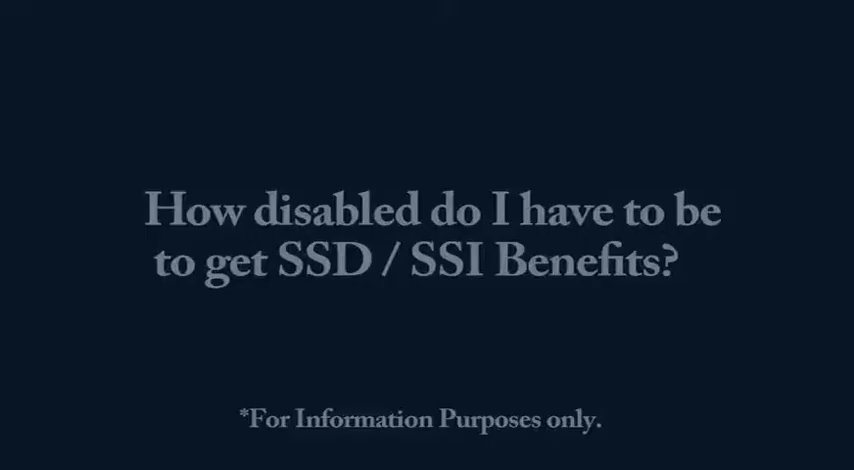 How disabled do I have to be
to get SSD / SSI Benefits?
*For Information Purposes only.